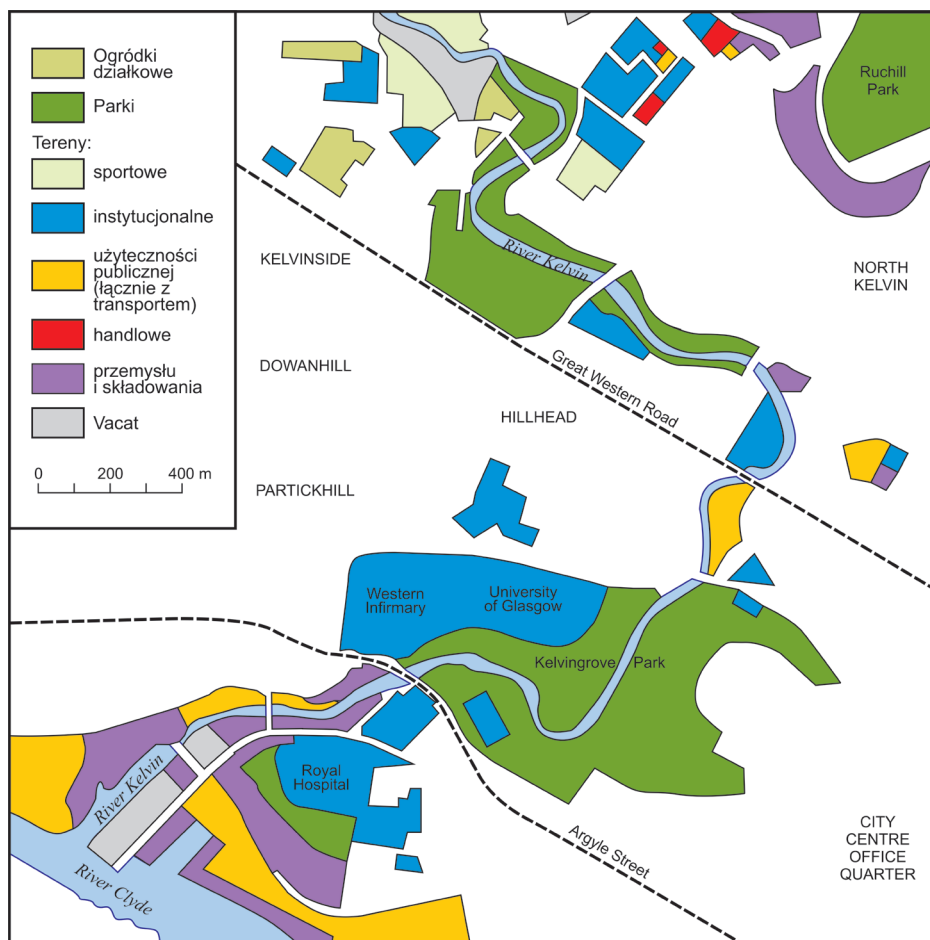 Ogródki
działkowe
Parki
Tereny:
sportowe
instytucjonalne
użyteczności
publicznej
(łącznie z
transportem)
handlowe
przemysłu
i składowania
Vacat
0 200 400 m
Ruchill
Park
KELVINSIDE
River Kelvin
NORTH
KELVIN
DOWANHILL
Great Western Road
HILLHEAD
PARTICKHILL
Western
Infirmary
University
of Glasgow
Kelvingrove Park
River Kelvin
Royal
Hospital
River Clyde
Argyle Street
CITY
CENTRE
OFFICE
QUARTER